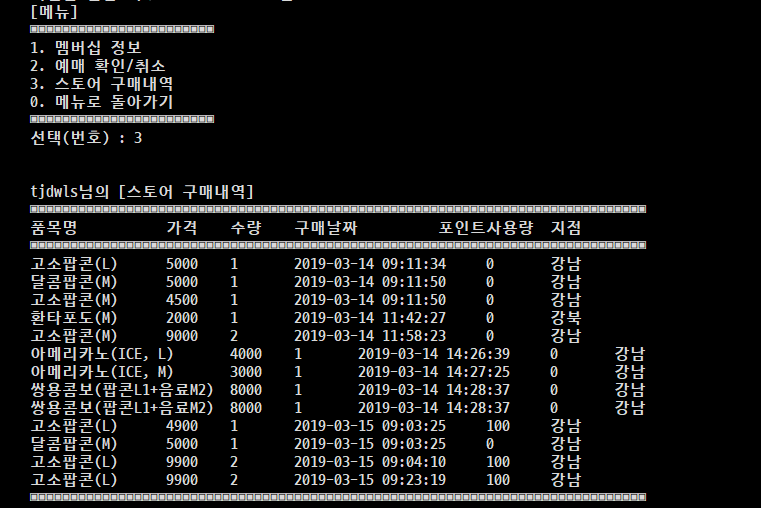 [메뉴]
▣▣▣▣▣▣▣▣▣▣▣▣▣▣▣▣▣▣▣▣▣▣▣
1. 멤버십 정보
2. 예매 확인/취소
3. 스토어 구매내역
0. 메뉴로 돌아가기
▣▣▣▣▣▣▣▣▣▣▣▣▣▣▣▣▣▣▣▣▣▣▣
선택(번호) : 3
tjdwls님의 [스토어 구매내역]
▣▣▣▣▣▣▣▣▣▣▣▣▣▣▣▣▣▣▣▣▣▣▣▣▣▣▣▣▣▣▣▣▣▣▣▣▣▣▣▣▣▣▣▣▣▣▣▣▣▣▣▣▣▣▣▣▣▣▣▣▣▣▣▣▣▣▣▣▣▣▣▣▣▣▣▣▣
품목명 가격 수량 구매날짜 포인트사용량 지점
▣▣▣▣▣▣▣▣▣▣▣▣▣▣▣▣▣▣▣▣▣▣▣▣▣▣▣▣▣▣▣▣▣▣▣▣▣▣▣▣▣▣▣▣▣▣▣▣▣▣▣▣▣▣▣▣▣▣▣▣▣▣▣▣▣▣▣▣▣▣▣▣▣▣▣▣▣
고소팝콘(L) 5000 1 2019-03-14 09:11:34 0 강남
달콤팝콘(M) 5000 1 2019-03-14 09:11:50 0 강남
고소팝콘(M) 4500 1 2019-03-14 09:11:50 0 강남
환타포도(M) 2000 1 2019-03-14 11:42:27 0 강북
고소팝콘(M) 9000 2 2019-03-14 11:58:23 0 강남
아메리카노(ICE, L) 4000 1 2019-03-14 14:26:39 0 강남
아메리카노(ICE, M) 3000 1 2019-03-14 14:27:25 0 강남
쌍용콤보(팝콘L1+음료M2) 8000 1 2019-03-14 14:28:37 0 강남
쌍용콤보(팝콘L1+음료M2) 8000 1 2019-03-14 14:28:37 0 강남
고소팝콘(L) 4900 1 2019-03-15 09:03:25 100 강남
달콤팝콘(M) 5000 1 2019-03-15 09:03:25 0 강남
고소팝콘(L) 9900 2 2019-03-15 09:04:10 100 강남
고소팝콘(L) 9900 2 2019-03-15 09:23:19 100 강남
▣▣▣▣▣▣▣▣▣▣▣▣▣▣▣▣▣▣▣▣▣▣▣▣▣▣▣▣▣▣▣▣▣▣▣▣▣▣▣▣▣▣▣▣▣▣▣▣▣▣▣▣▣▣▣▣▣▣▣▣▣▣▣▣▣▣▣▣▣▣▣▣▣▣▣▣▣